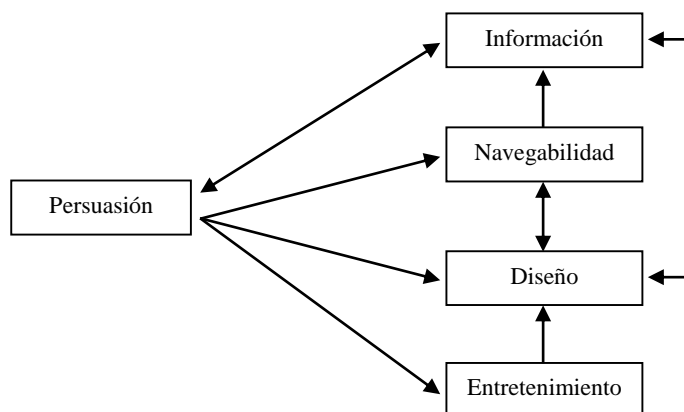 Información
Navegabilidad
Persuasión
Diseño
Entretenimiento